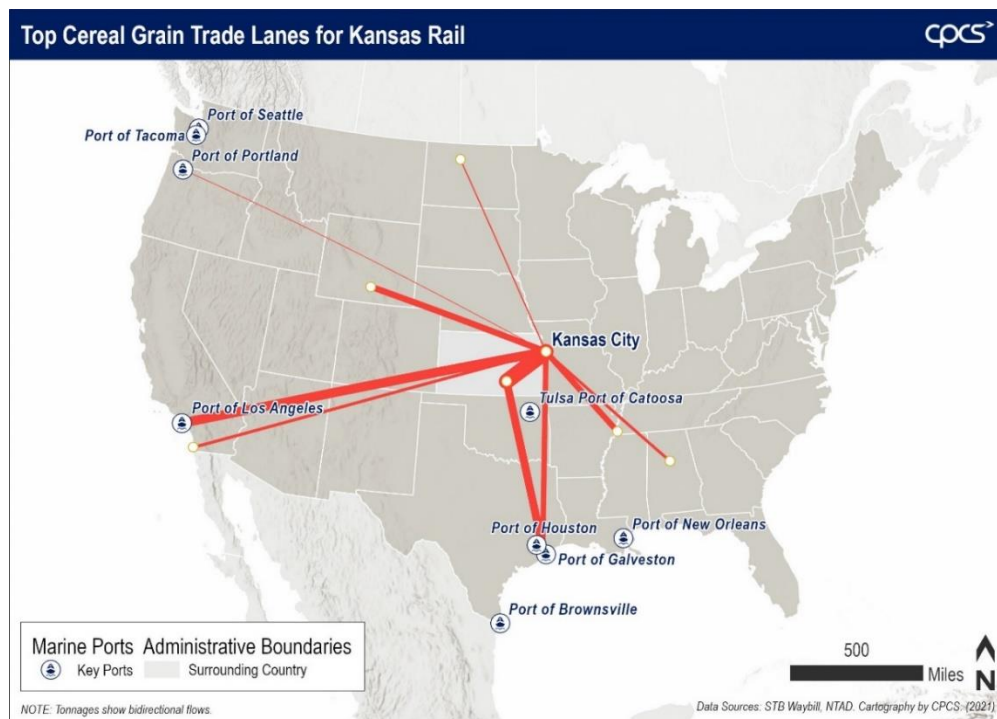 Top Cereal Grain Trade Lanes for Kansas Rail
cpcs
Port of Seattle
Port of Tacoma
Port of Portland
Kansas City
Port of Los Angeles
Tulsa Port of Catoosa
Port of Houston
Port of New Orleans
Port of Galveston
Port of Brownsville
Marine Ports Administrative Boundaries
Key Ports Surrounding Country
500
Miles
N
NOTE: Tonnages show bidirectional flows.
Data Sources: STB Waybill, NTAD. Cartography by CPCS. (2021)